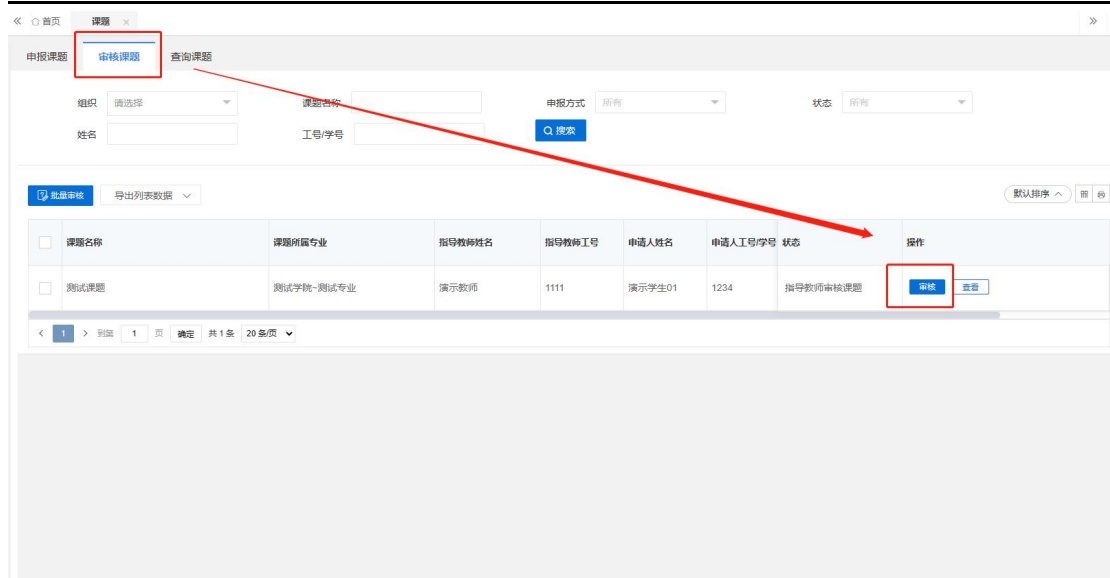 首页 课题
申报课题 审核课题 查询课题
组织 请选择 课题名称 申报方式 所有 状态 所有
姓名 工号/学号 搜索
批量审核 导出列表数据 默认排序
课题名称 课题所属专业 指导教师姓名 指导教师工号 申请人姓名 申请人工号/学号 状态 操作
测试课题 测试学院~测试专业 演示教师 1111 演示学生01 1234 指导教师审核课题 审核 查看
1 到第 1 页 确定 共1条 20条/页